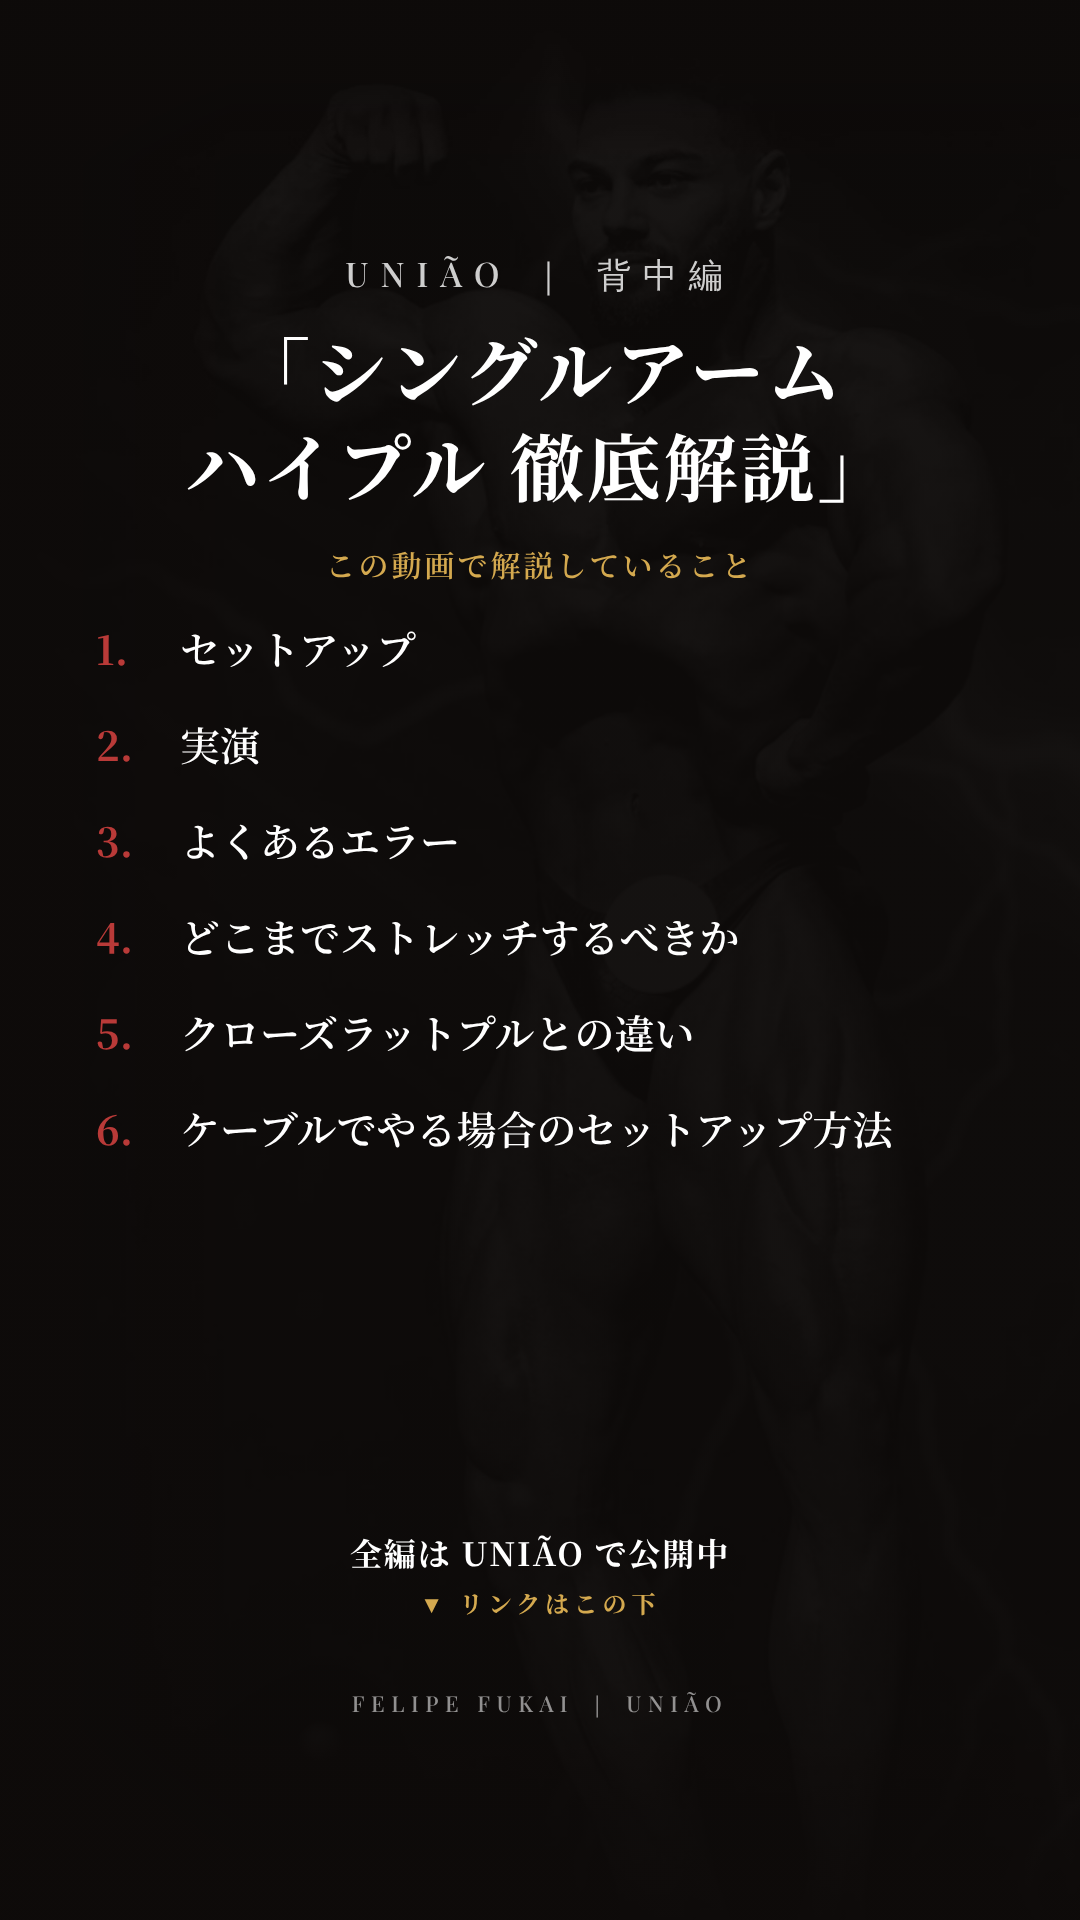 UNIÃO | 背中編
「シングルアーム
ハイプル 徹底解説」
この動画で解説していること
1. セットアップ
2. 実演
3. よくあるエラー
4. どこまでストレッチするべきか
5. クローズラットプルとの違い
6. ケーブルでやる場合のセットアップ方法
全編は UNIÃO で公開中
▼ リンクはこの下
FELIPE FUKAI | UNIÃO